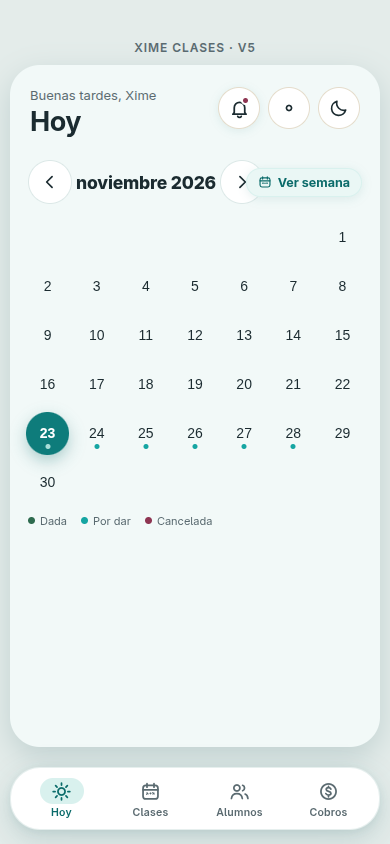 XIME CLASES · V5
Buenas tardes, Xime
Hoy
noviembre 2026
Ver semana
1
2 3 4 5 6 7 8
9 10 11 12 13 14 15
16 17 18 19 20 21 22
23 24 25 26 27 28 29
30
Dada Por dar Cancelada
Hoy Clases Alumnos Cobros